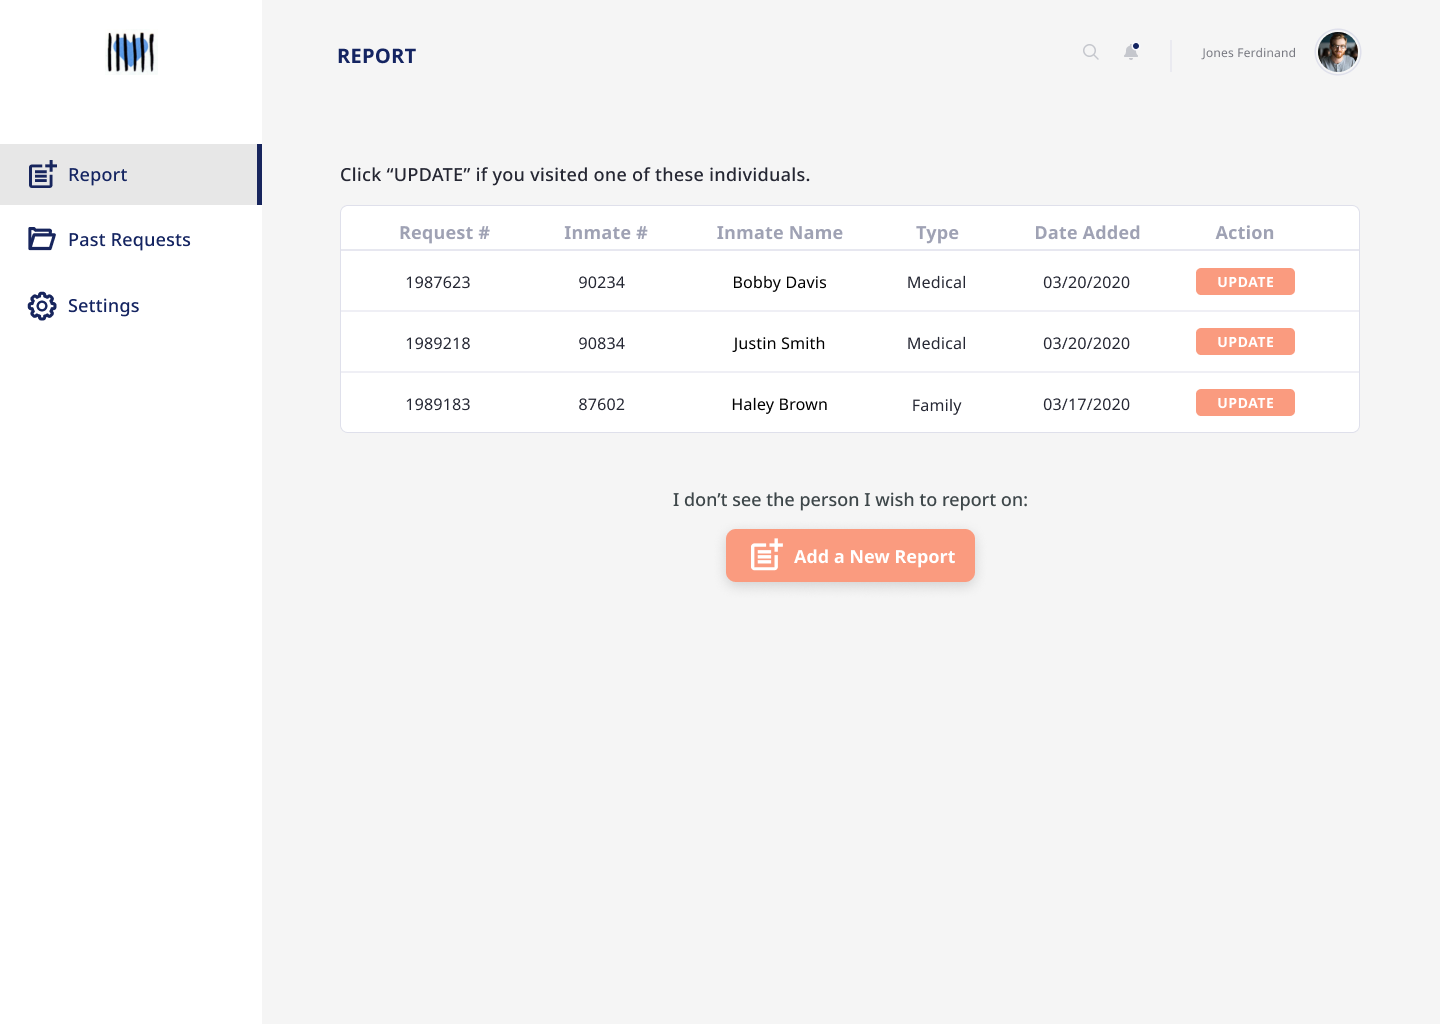 REPORT
Jones Ferdinand
Report
Past Requests
Settings
Click “UPDATE” if you visited one of these individuals.
Request # Inmate # Inmate Name Type Date Added Action
1987623 90234 Bobby Davis Medical 03/20/2020 UPDATE
1989218 90834 Justin Smith Medical 03/20/2020 UPDATE
1989183 87602 Haley Brown Family 03/17/2020 UPDATE
I don’t see the person I wish to report on:
Add a New Report